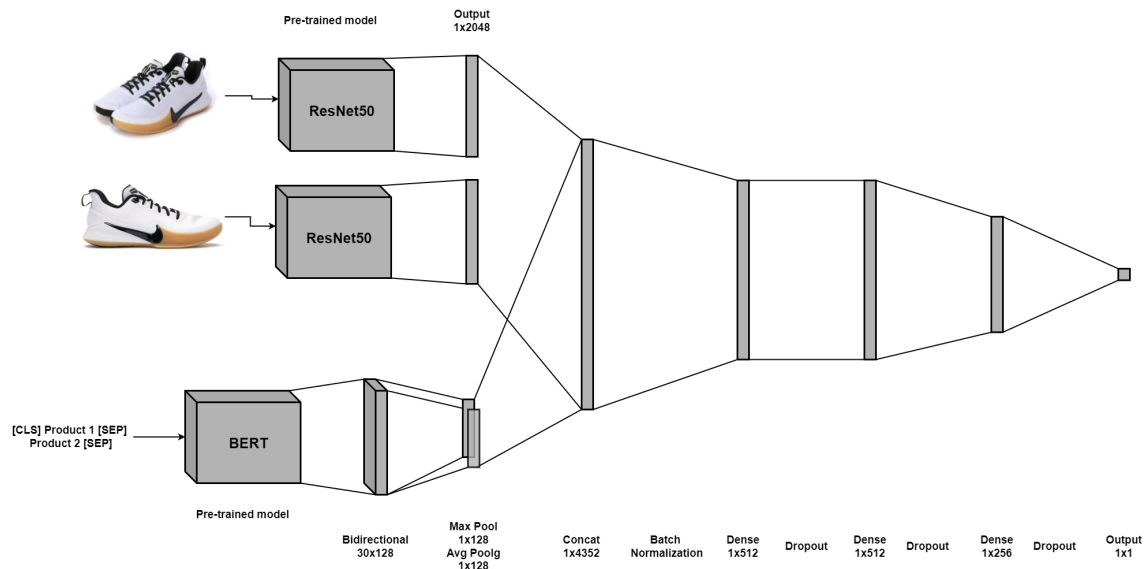 Pre-trained model
Output
1x2048
ResNet50
ResNet50
[CLS] Product 1 [SEP]
Product 2 [SEP]
BERT
Pre-trained model
Bidirectional
30x128
Max Pool
1x128
Avg Poolg
1x128
Concat
1x4352
Batch
Normalization
Dense
1x512
Dropout
Dense
1x512
Dropout
Dense
1x256
Dropout
Output
1x1